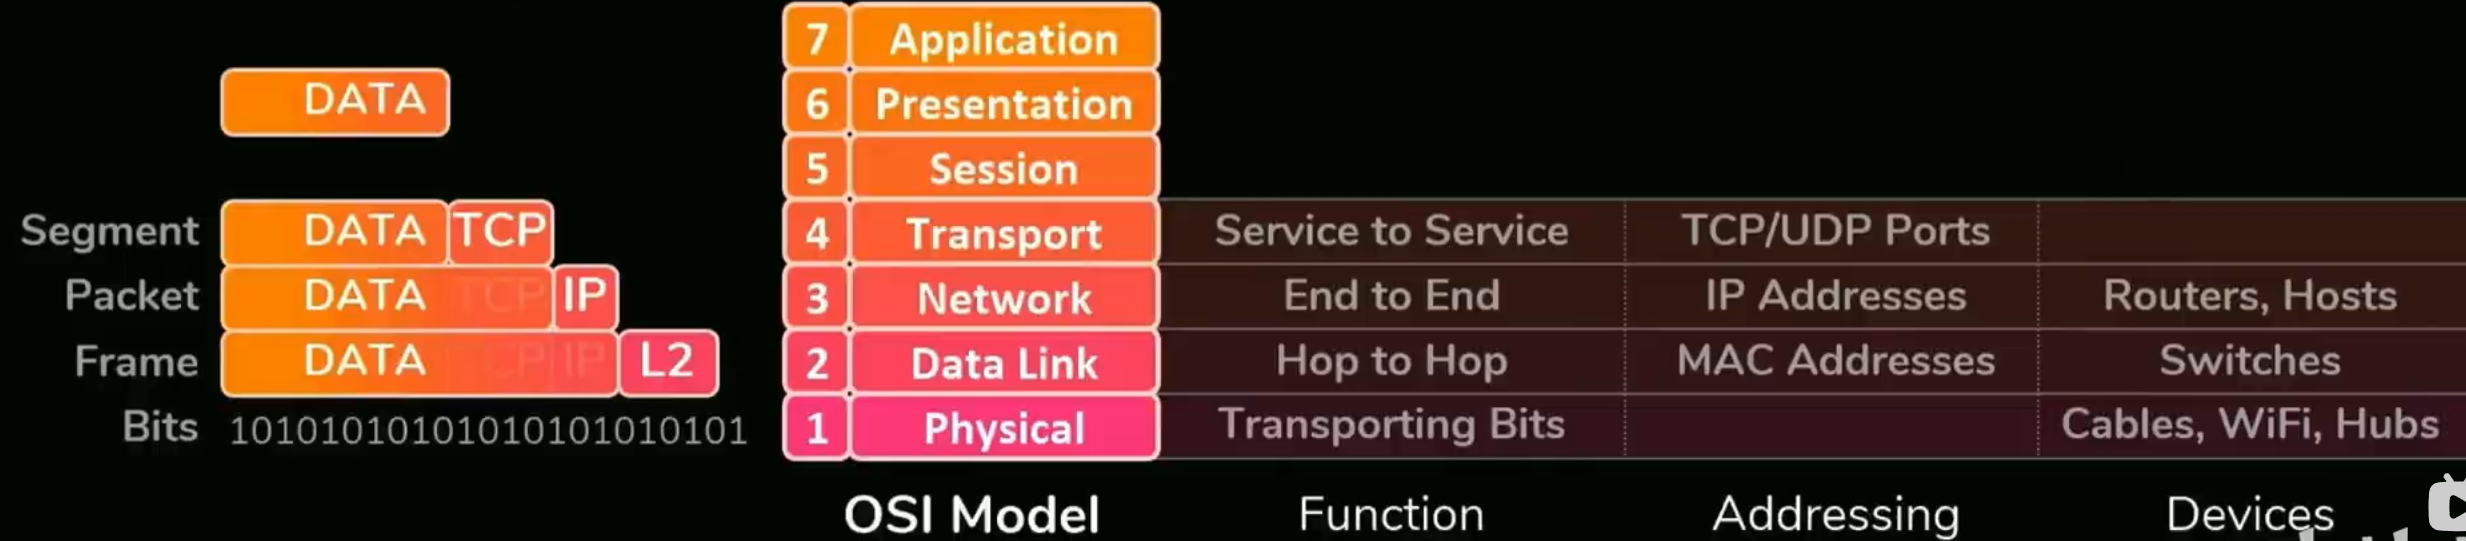 7 Application
DATA
6 Presentation
5 Session
Segment DATA TCP 4 Transport Service to Service TCP/UDP Ports
Packet DATA TCP IP 3 Network End to End IP Addresses Routers, Hosts
Frame DATA TCP IP L2 2 Data Link Hop to Hop MAC Addresses Switches
Bits 1010101010101010101010101 1 Physical Transporting Bits Cables, WiFi, Hubs
OSI Model Function Addressing Devices